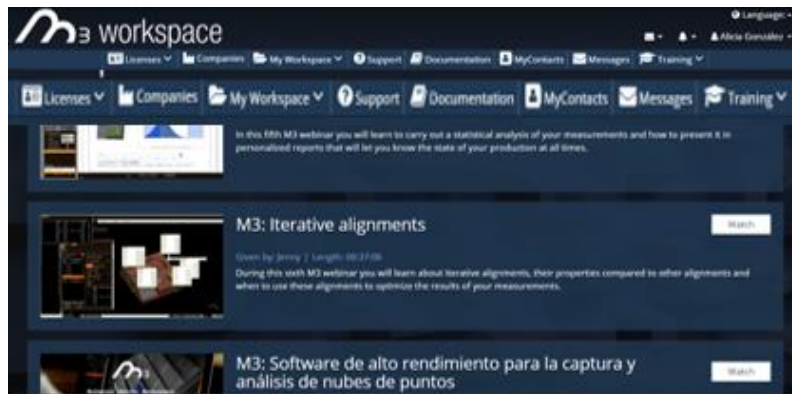 M3 workspace
Language:
Alicia González
Licenses Companies My Workspace Support Documentation MyContacts Messages Training
Licenses Companies My Workspace Support Documentation MyContacts Messages Training
In this fifth M3 webinar you will learn to carry out a statistical analysis of your measurements and how to present it in
personalized reports that will let you know the state of your production at all times.
M3: Iterative alignments
Watch
Given by: Jenny | Length: 00:37:06
During this sixth M3 webinar you will learn about iterative alignments, their properties compared to other alignments and
when to use these alignments to optimize the results of your measurements.
M3: Software de alto rendimiento para la captura y
análisis de nubes de puntos
Watch
M3